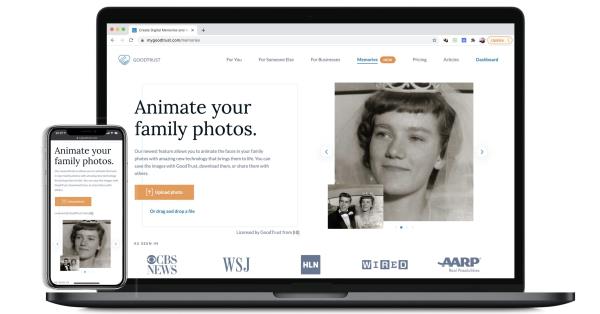 Create Digital Memories and
mygoodtrust.com/memories
Update
GOODTRUST
For You
For Someone Else
For Businesses
Memories
NEW
Pricing
Articles
Dashboard
Animate your
family photos.
Our newest feature allows you to animate the faces in your family
photos with amazing new technology that brings them to life. You can
save the images with GoodTrust, download them, or share them with
others.
Upload photo
Or drag and drop a file
Licensed by GoodTrust from
AS SEEN IN
CBS
NEWS
WSJ
HLN
WIRED
AARP
Real Possibilities
Animate your
family photos.